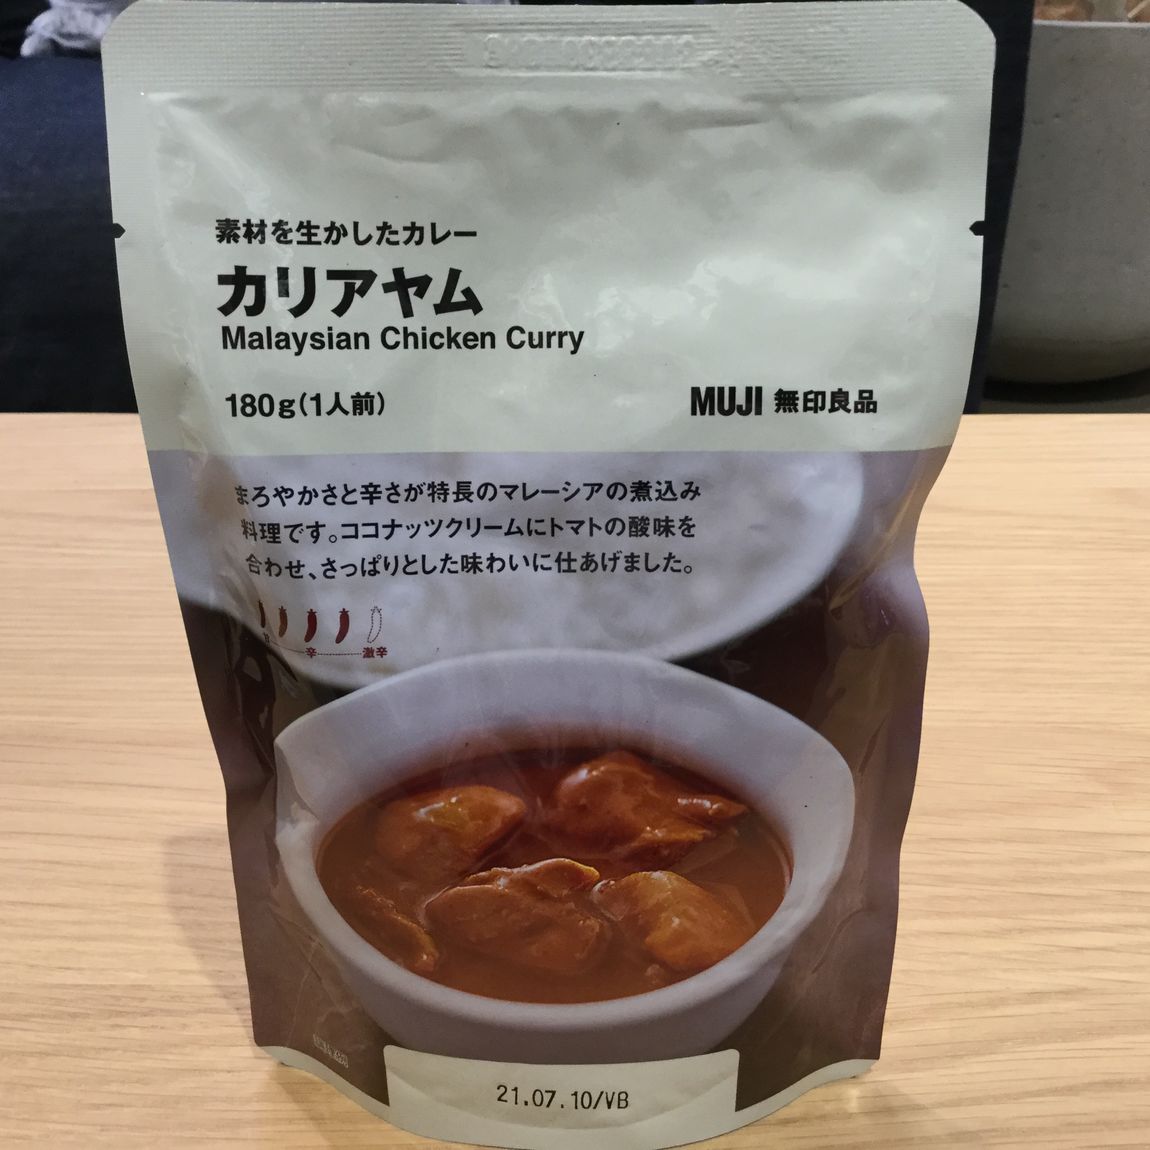 素材を生かしたカレー
カリアヤム
Malaysian Chicken Curry
180g(1人前)
MUJI 無印良品
まろやかさと辛さが特長のマレーシアの煮込み
料理です。ココナッツクリームにトマトの酸味を
合わせ、さっぱりとした味わいに仕あげました。
辛 激辛
21.07.10/VB